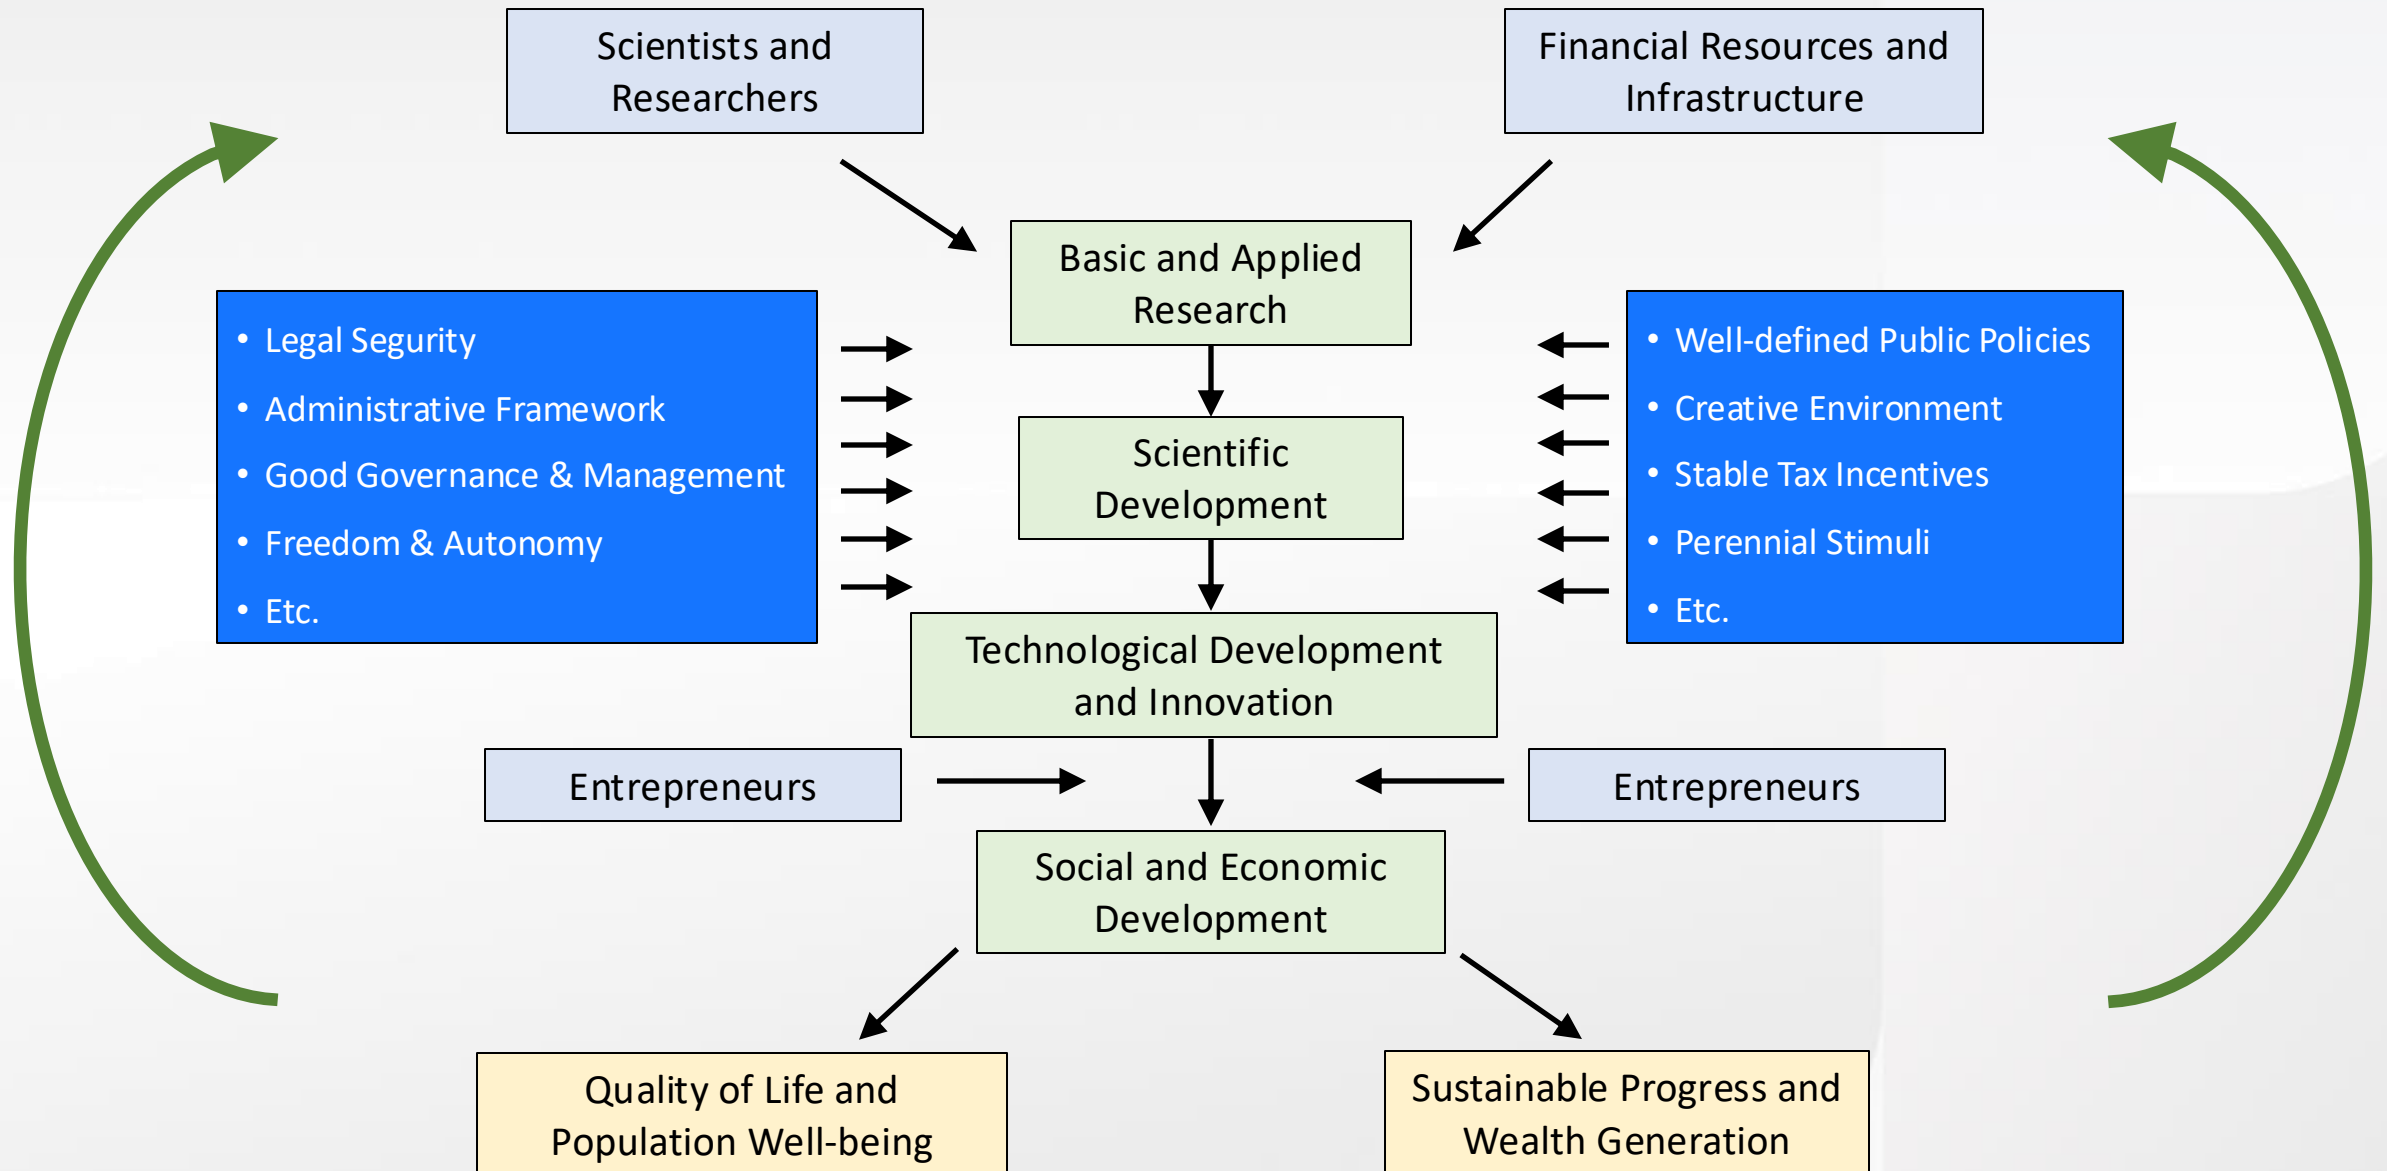 Scientists and
Researchers
Financial Resources and
Infrastructure
Basic and Applied
Research
• Legal Segurity
• Administrative Framework
• Good Governance & Management
• Freedom & Autonomy
• Etc.
• Well-defined Public Policies
• Creative Environment
• Stable Tax Incentives
• Perennial Stimuli
• Etc.
Scientific
Development
Technological Development
and Innovation
Entrepreneurs
Entrepreneurs
Social and Economic
Development
Quality of Life and
Population Well-being
Sustainable Progress and
Wealth Generation